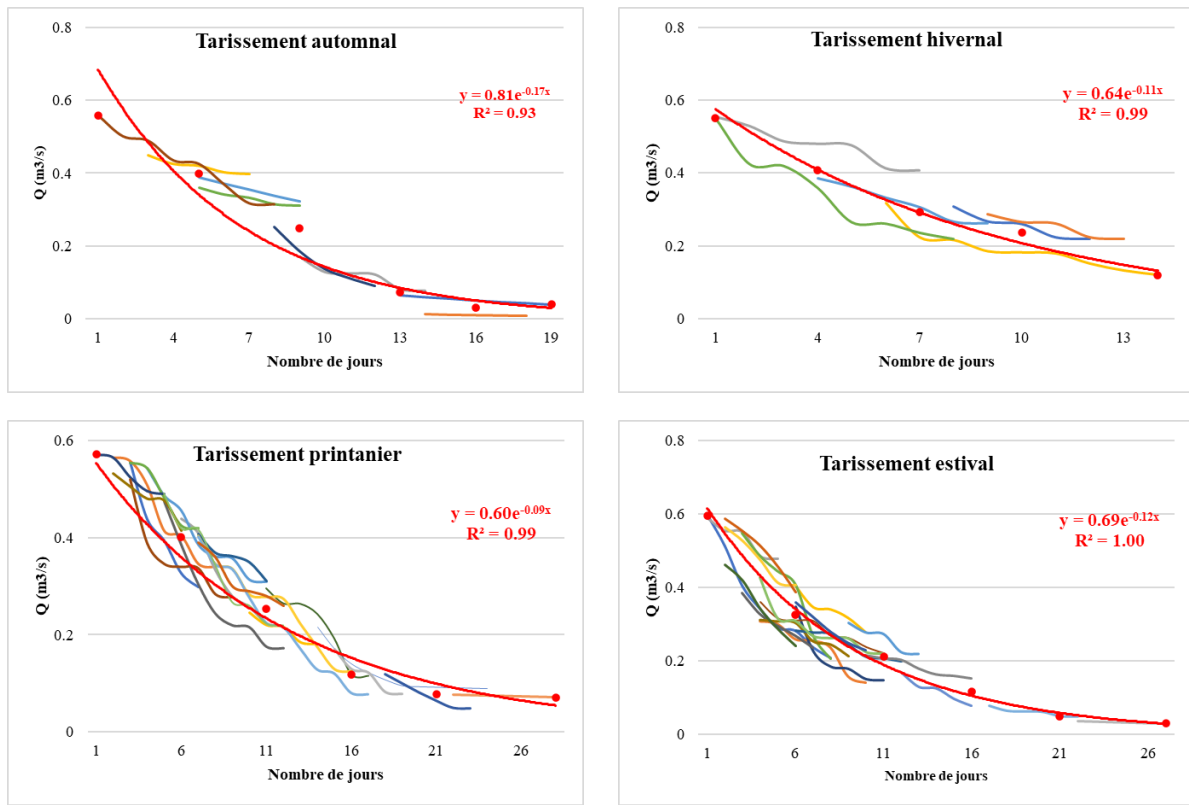 Tarissement automnal
y = 0.81e^-0.17x
R² = 0.93
Q (m3/s)
0.8
0.6
0.4
0.2
0
1 4 7 10 13 16 19
Nombre de jours
Tarissement hivernal
y = 0.64e^-0.11x
R² = 0.99
Q (m3/s)
0.8
0.6
0.4
0.2
0
1 4 7 10 13
Nombre de jours
Tarissement printanier
y = 0.60e^-0.09x
R² = 0.99
Q (m3/s)
0.6
0.4
0.2
0
1 6 11 16 21 26
Nombre de jours
Tarissement estival
y = 0.69e^-0.12x
R² = 1.00
Q (m3/s)
0.8
0.6
0.4
0.2
0
1 6 11 16 21 26
Nombre de jours